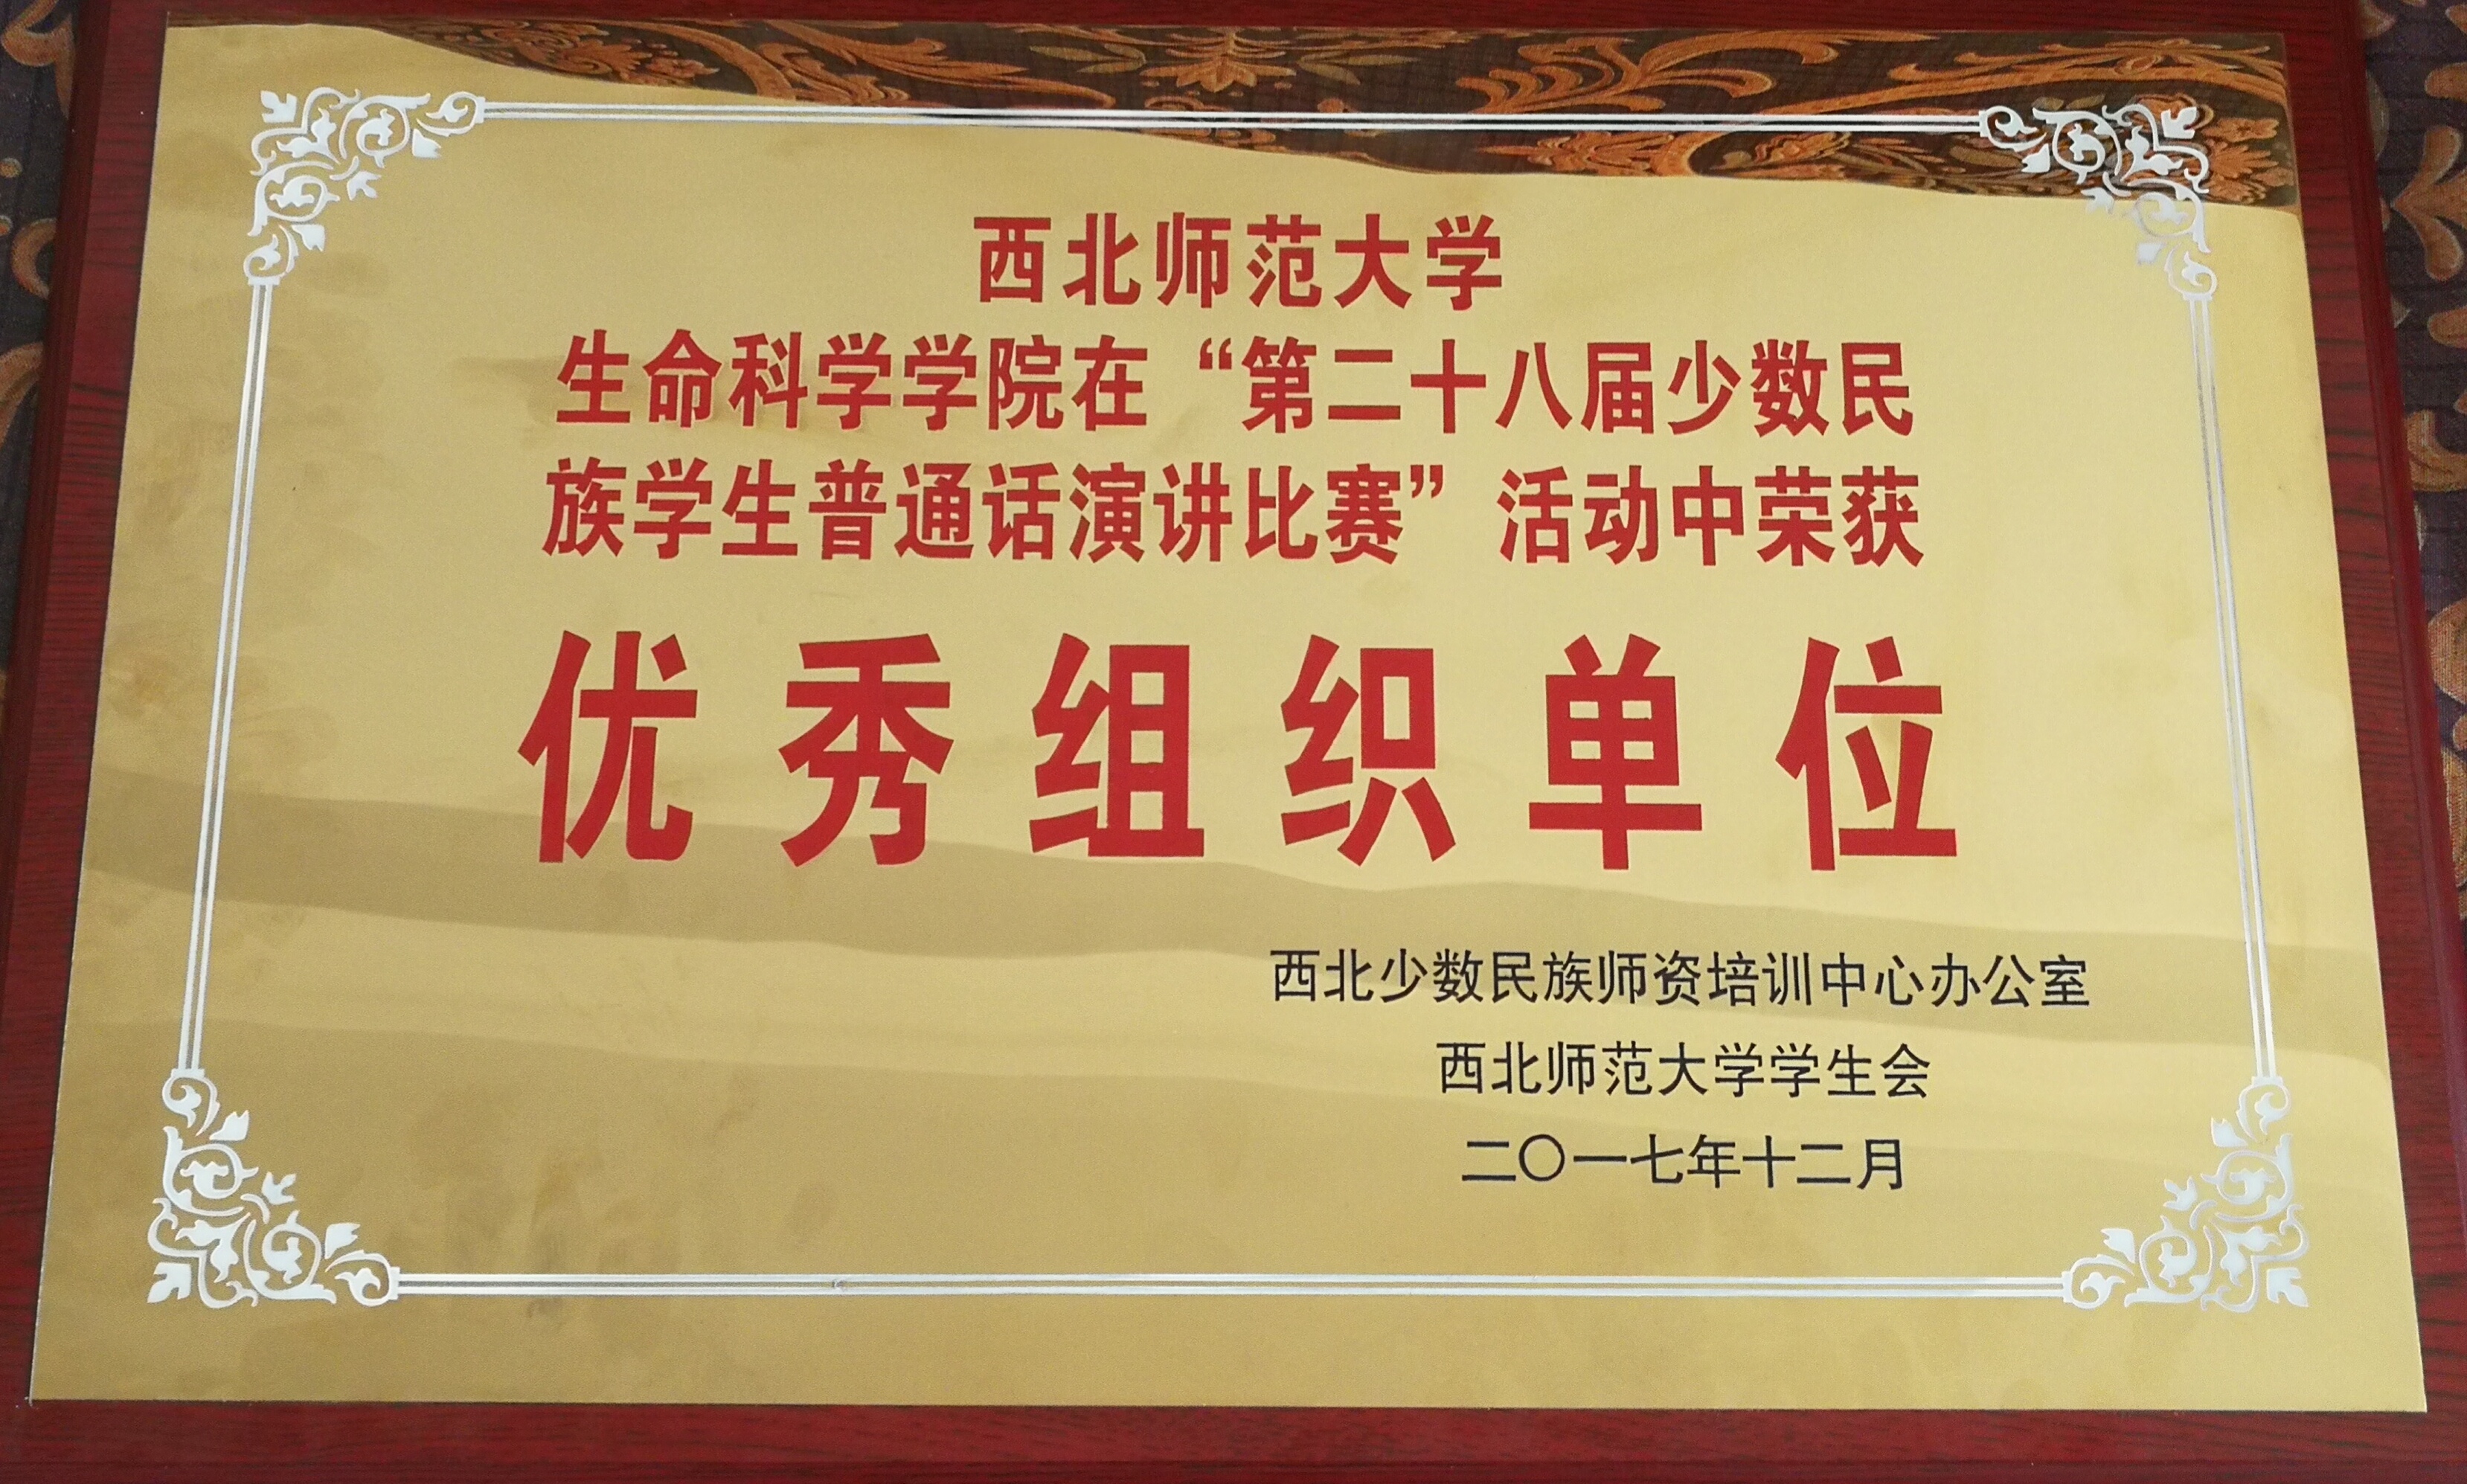 西北师范大学
生命科学学院在“第二十八届少数民
族学生普通话演讲比赛”活动中荣获
优秀组织单位
西北少数民族师资培训中心办公室
西北师范大学学生会
二〇一七年十二月